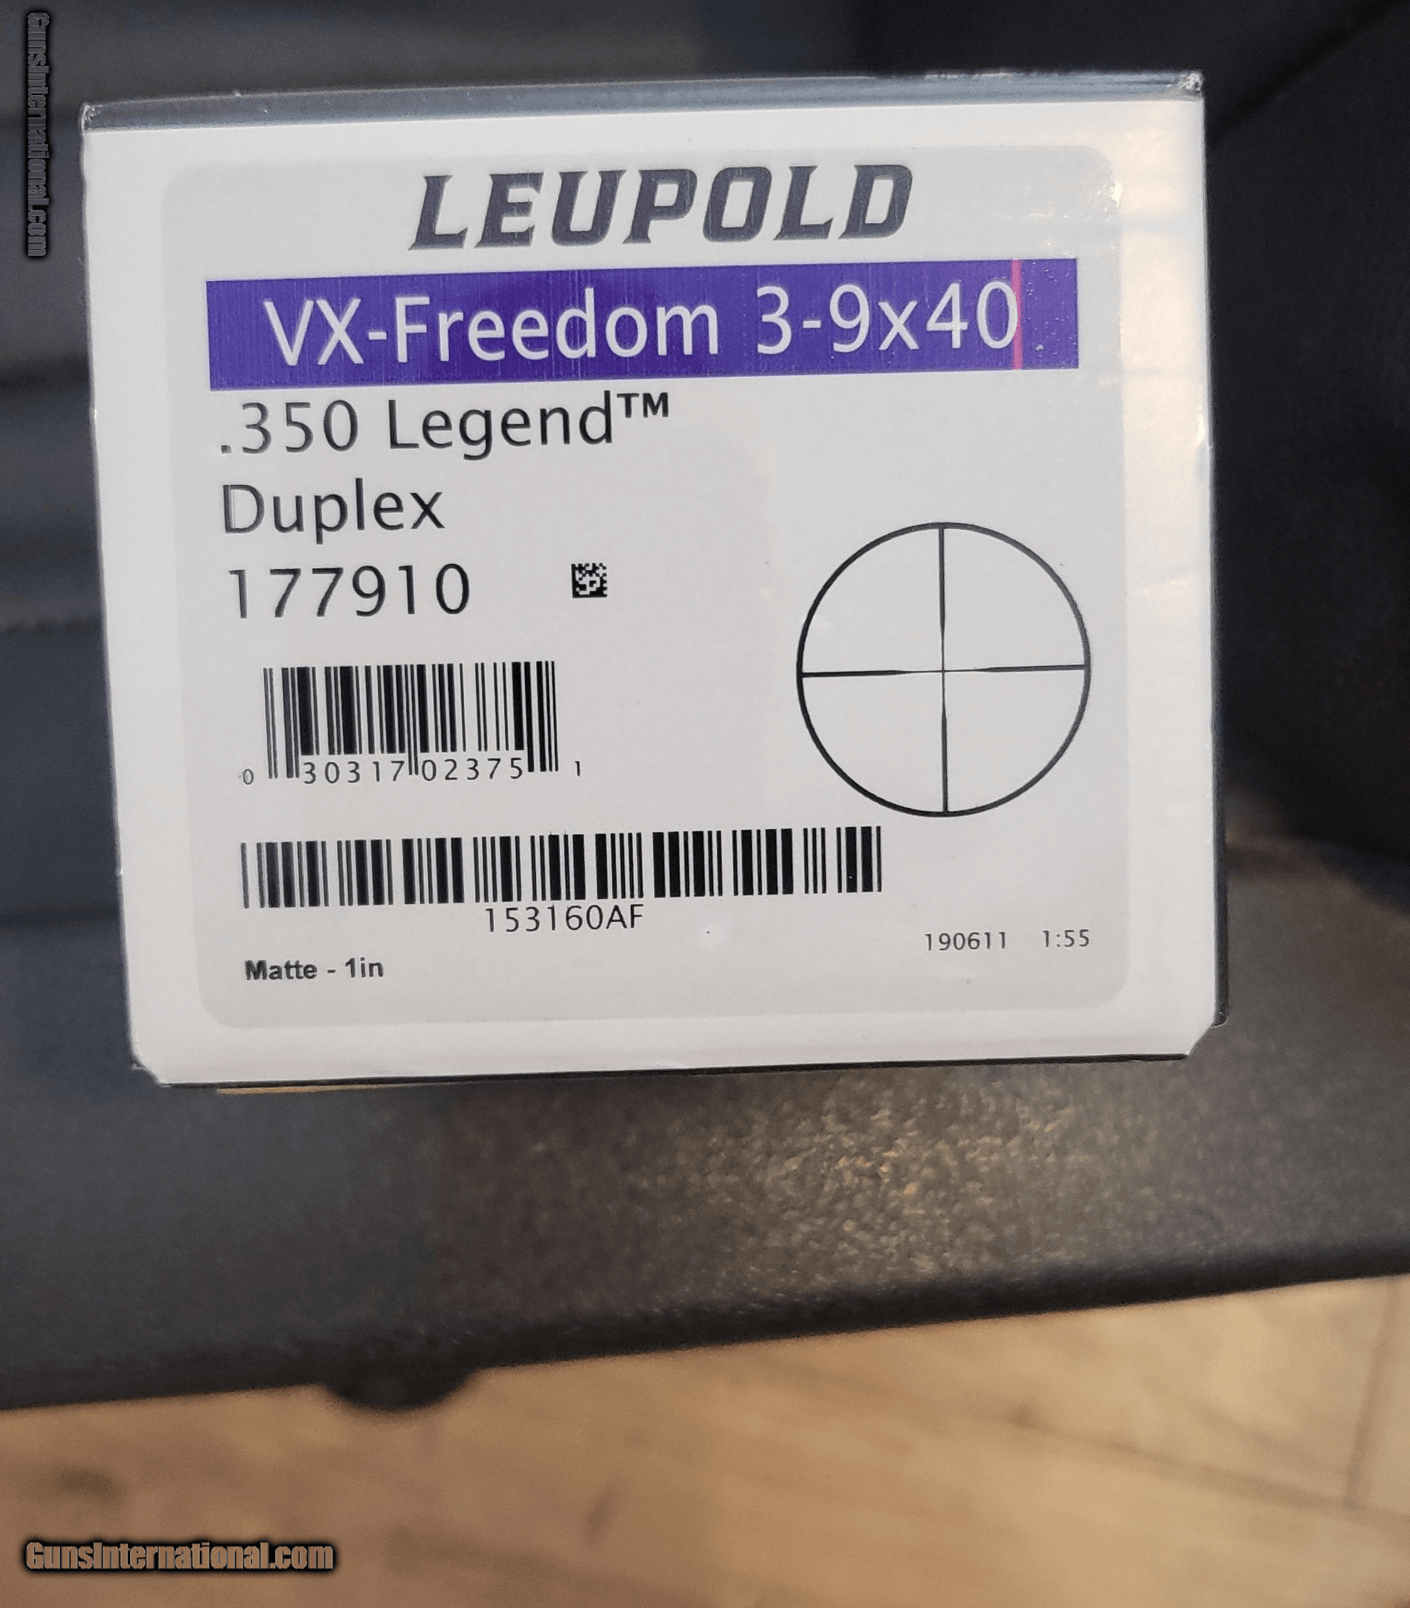 GunsInternational.com
LEUPOLD
VX-Freedom 3-9x40
.350 Legend™
Duplex
177910
0 30317 02375 1
153160AF
190611 1:55
Matte - 1in
GunsInternational.com